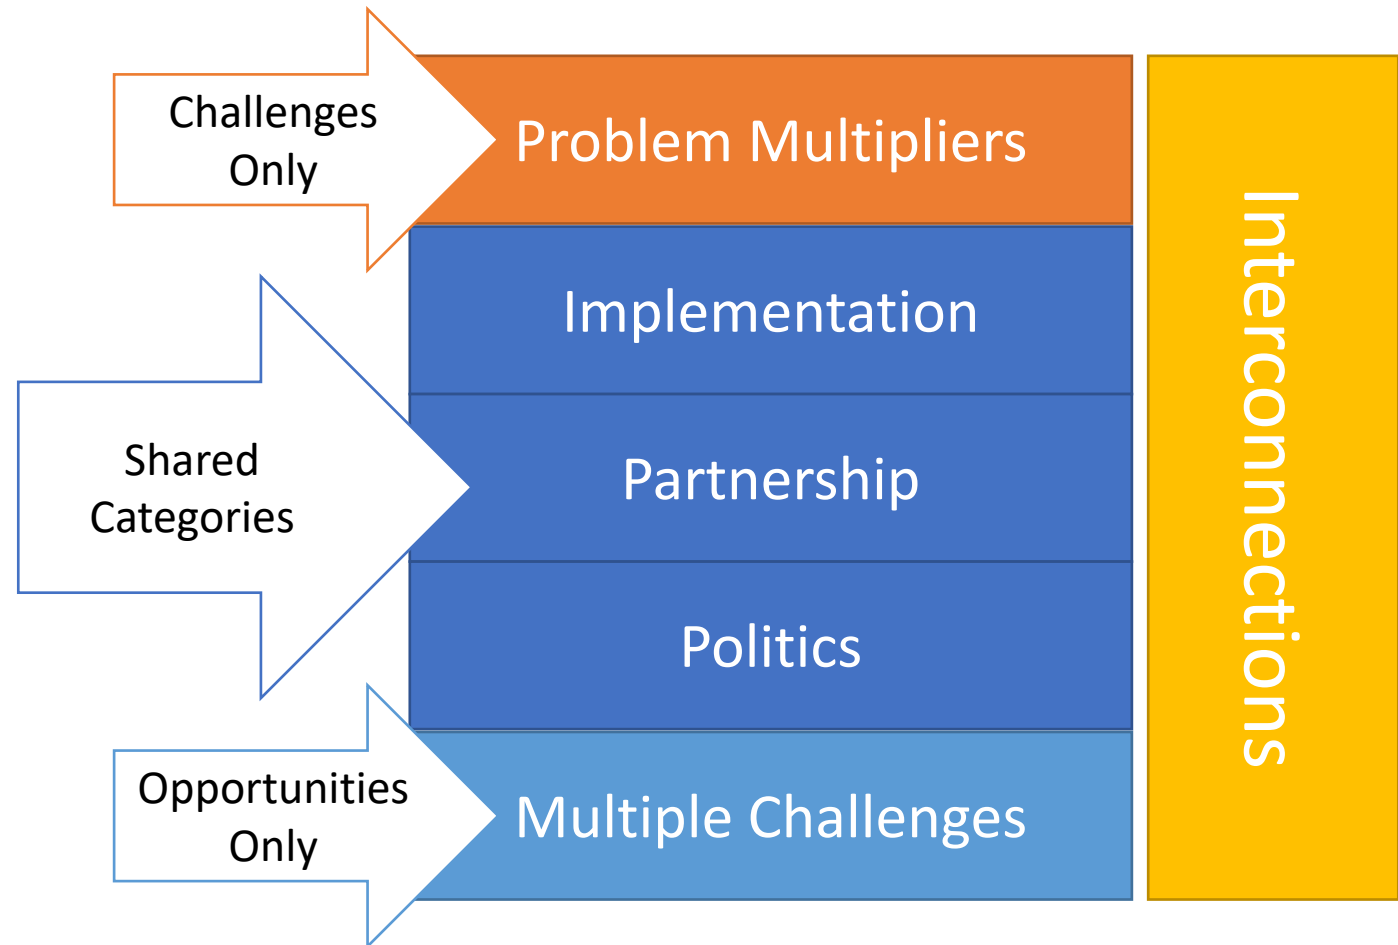 Challenges
Only
Problem Multipliers
Implementation
Shared
Categories
Partnership
Politics
Opportunities
Only
Multiple Challenges
Interconnections